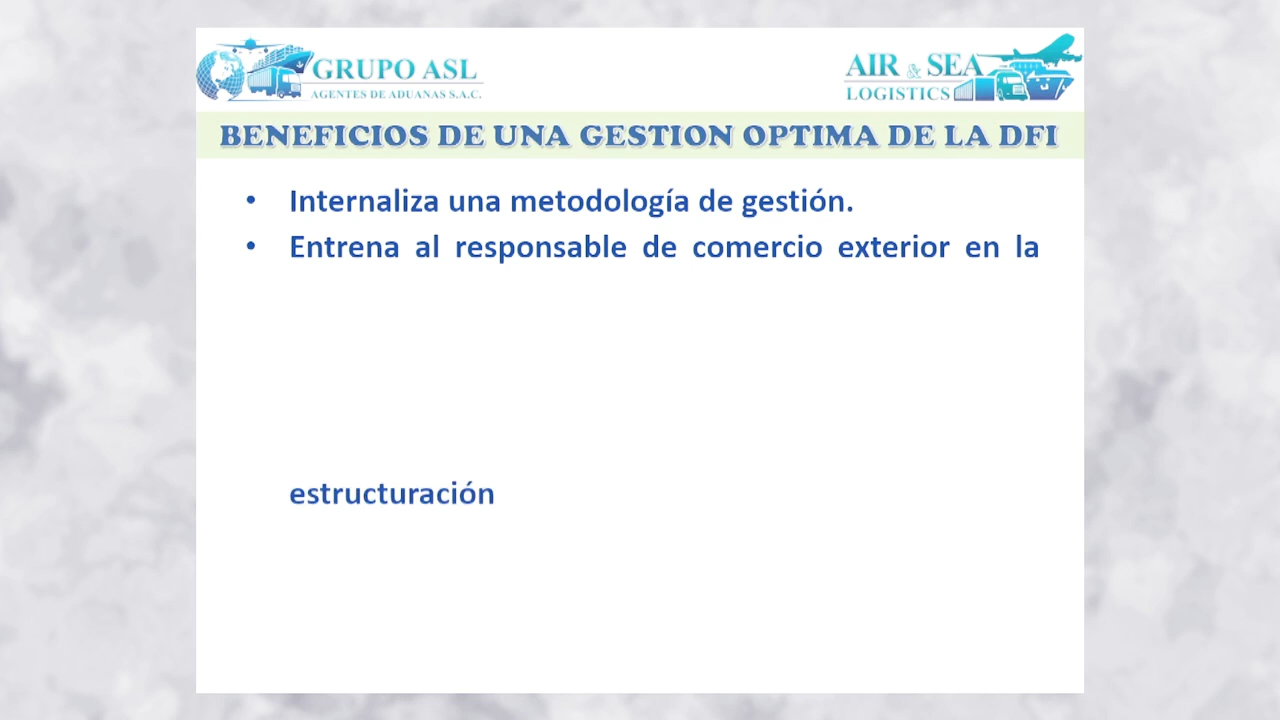 GRUPO ASL
AGENTES DE ADUANAS S.A.C.
AIR & SEA
LOGISTICS
BENEFICIOS DE UNA GESTION OPTIMA DE LA DFI
• Internaliza una metodología de gestión.
• Entrena al responsable de comercio exterior en la
estructuración